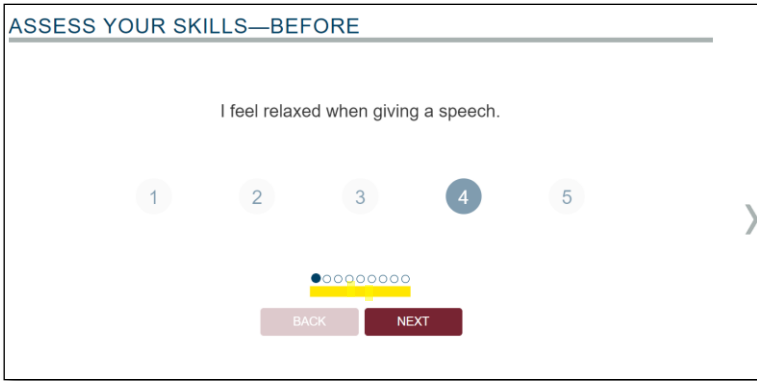 ASSESS YOUR SKILLS—BEFORE
I feel relaxed when giving a speech.
1 2 3 4 5
BACK NEXT